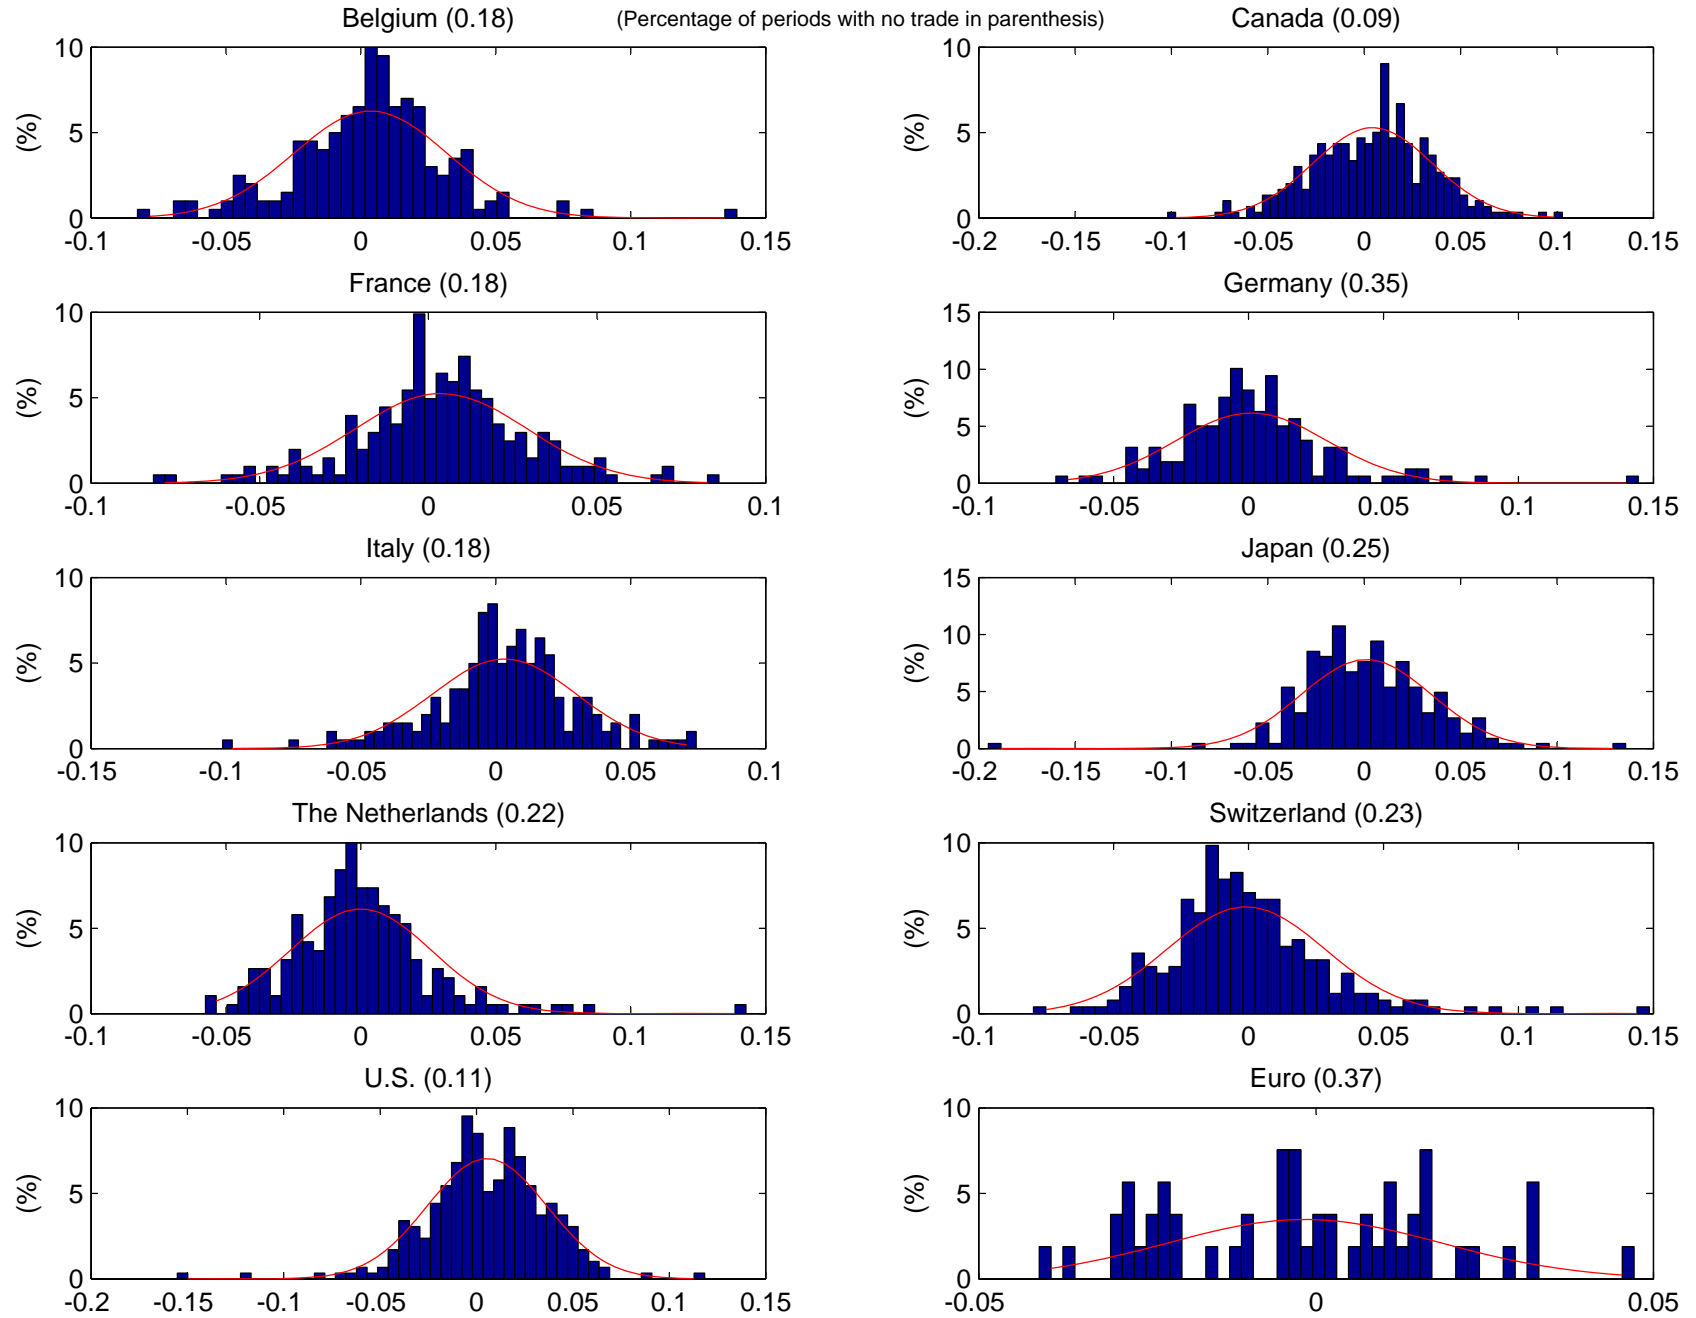 Belgium (0.18) (Percentage of periods with no trade in parenthesis) Canada (0.09)
10
5
0
(%)
-0.1 -0.05 0 0.05 0.1 0.15
10
5
0
(%)
-0.2 -0.15 -0.1 -0.05 0 0.05 0.1 0.15
France (0.18)
10
5
0
(%)
-0.1 -0.05 0 0.05 0.1
Germany (0.35)
15
10
5
0
(%)
-0.1 -0.05 0 0.05 0.1 0.15
Italy (0.18)
10
5
0
(%)
-0.15 -0.1 -0.05 0 0.05 0.1
Japan (0.25)
15
10
5
0
(%)
-0.2 -0.15 -0.1 -0.05 0 0.05 0.1 0.15
The Netherlands (0.22)
10
5
0
(%)
-0.1 -0.05 0 0.05 0.1 0.15
Switzerland (0.23)
10
5
0
(%)
-0.1 -0.05 0 0.05 0.1 0.15
U.S. (0.11)
10
5
0
(%)
-0.2 -0.15 -0.1 -0.05 0 0.05 0.1 0.15
Euro (0.37)
10
5
0
(%)
-0.05 0 0.05